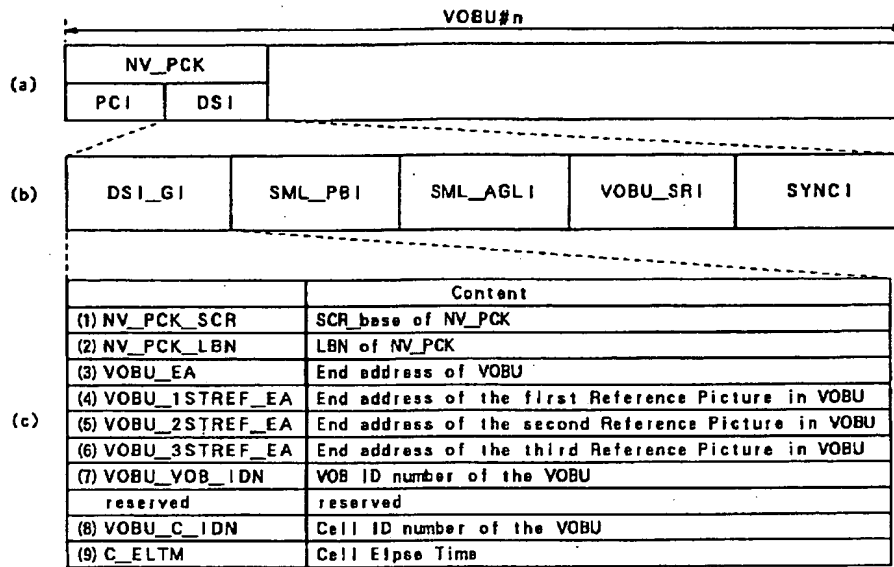 VOBU#n
(a)
NV_PCK
PCI DSI
(b)
DSI_GI SML_PBI SML_AGLI VOBU_SRI SYNCI
(c)
Content
(1) NV_PCK_SCR SCR_base of NV_PCK
(2) NV_PCK_LBN LBN of NV_PCK
(3) VOBU_EA End address of VOBU
(4) VOBU_1STREF_EA End address of the first Reference Picture in VOBU
(5) VOBU_2STREF_EA End address of the second Reference Picture in VOBU
(6) VOBU_3STREF_EA End address of the third Reference Picture in VOBU
(7) VOBU_VOB_IDN VOB ID number of the VOBU
reserved reserved
(8) VOBU_C_IDN Cell ID number of the VOBU
(9) C_ELTM Cell Elpse Time